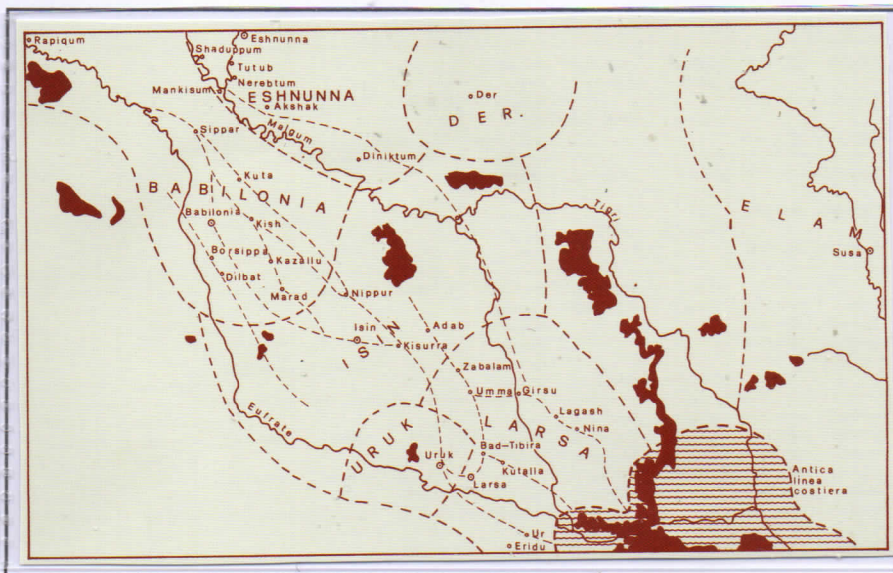 Rapiqum
Eshnunna
Shaduppum
Tutub
Nerebtum
Mankisum
ESHNUNNA
Akshak
Malgum
Der
DER.
Sippar
Diniktum
Kuta
BABILONIA
Babilonia
Kish
Tigri
ELAM
Susa
Borsippa
Kazallu
Dilbat
Marad
Nippur
Isin
ISIN
Adab
Kisurra
Zabalam
Umma
Girsu
Eufrate
LARSA
Lagash
Nina
URUK
Uruk
Bad-Tibira
Kutalla
Larsa
Antica
linea
costiera
Ur
Eridu